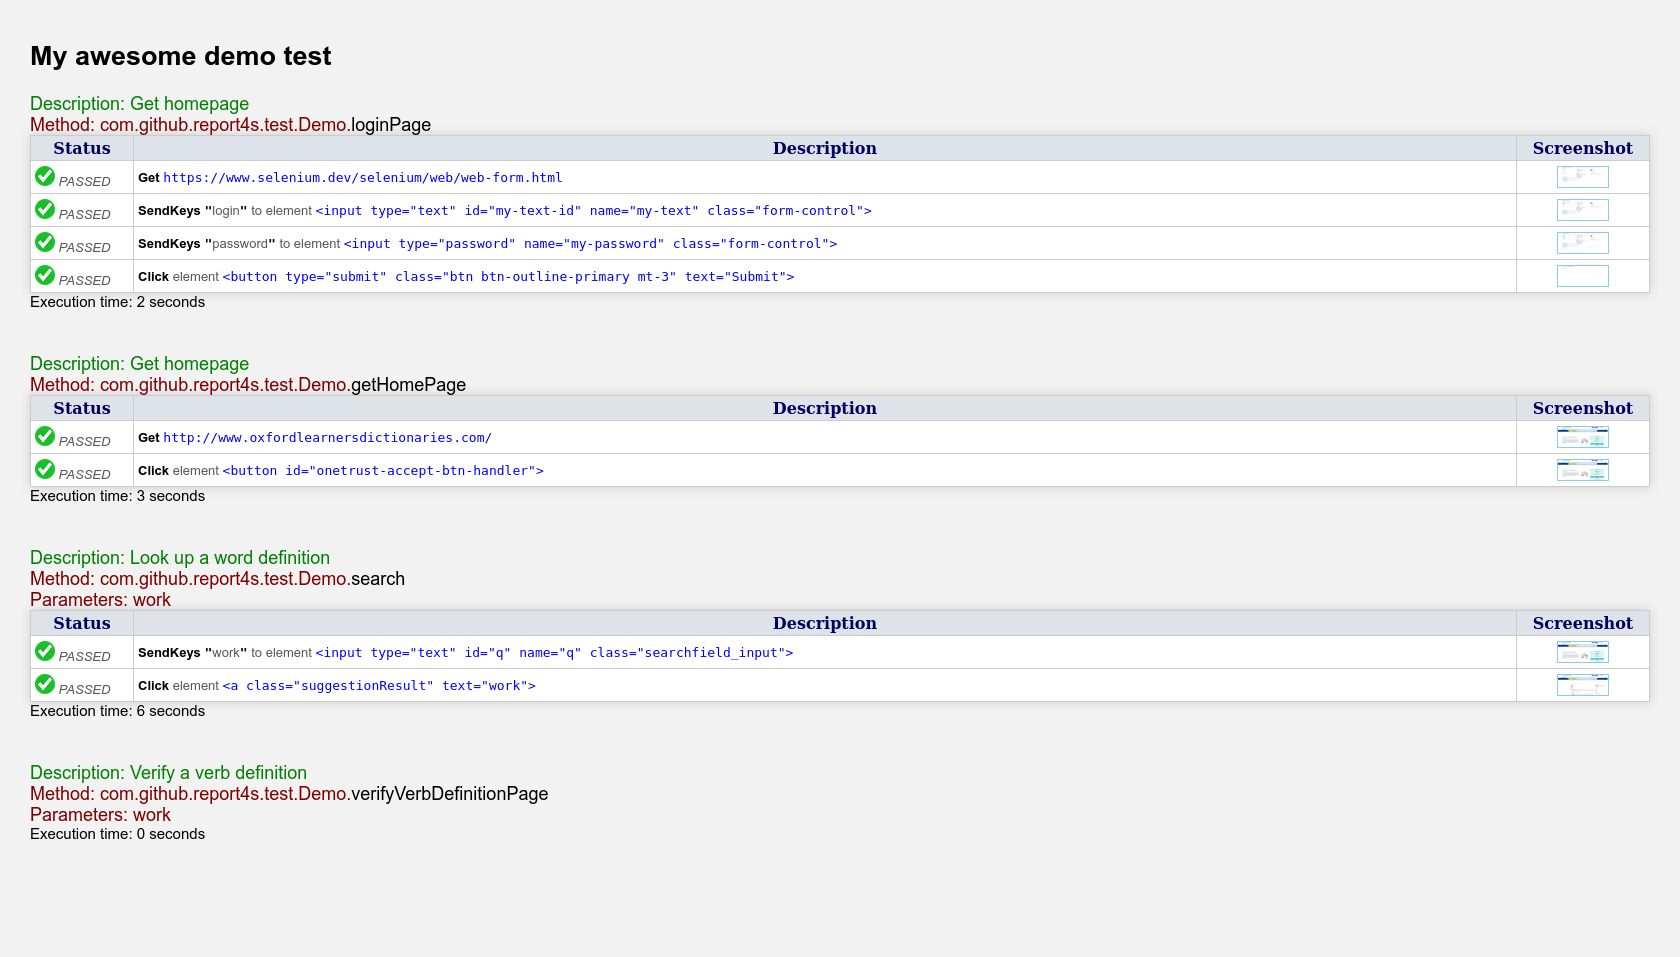 My awesome demo test
Description: Get homepage
Method: com.github.report4s.test.Demo.loginPage
Status Description Screenshot
PASSED Get https://www.selenium.dev/selenium/web/web-form.html
PASSED SendKeys "login" to element <input type="text" id="my-text-id" name="my-text" class="form-control">
PASSED SendKeys "password" to element <input type="password" name="my-password" class="form-control">
PASSED Click element <button type="submit" class="btn btn-outline-primary mt-3" text="Submit">
Execution time: 2 seconds
Description: Get homepage
Method: com.github.report4s.test.Demo.getHomePage
Status Description Screenshot
PASSED Get http://www.oxfordlearnersdictionaries.com/
PASSED Click element <button id="onetrust-accept-btn-handler">
Execution time: 3 seconds
Description: Look up a word definition
Method: com.github.report4s.test.Demo.search
Parameters: work
Status Description Screenshot
PASSED SendKeys "work" to element <input type="text" id="q" name="q" class="searchfield_input">
PASSED Click element <a class="suggestionResult" text="work">
Execution time: 6 seconds
Description: Verify a verb definition
Method: com.github.report4s.test.Demo.verifyVerbDefinitionPage
Parameters: work
Execution time: 0 seconds